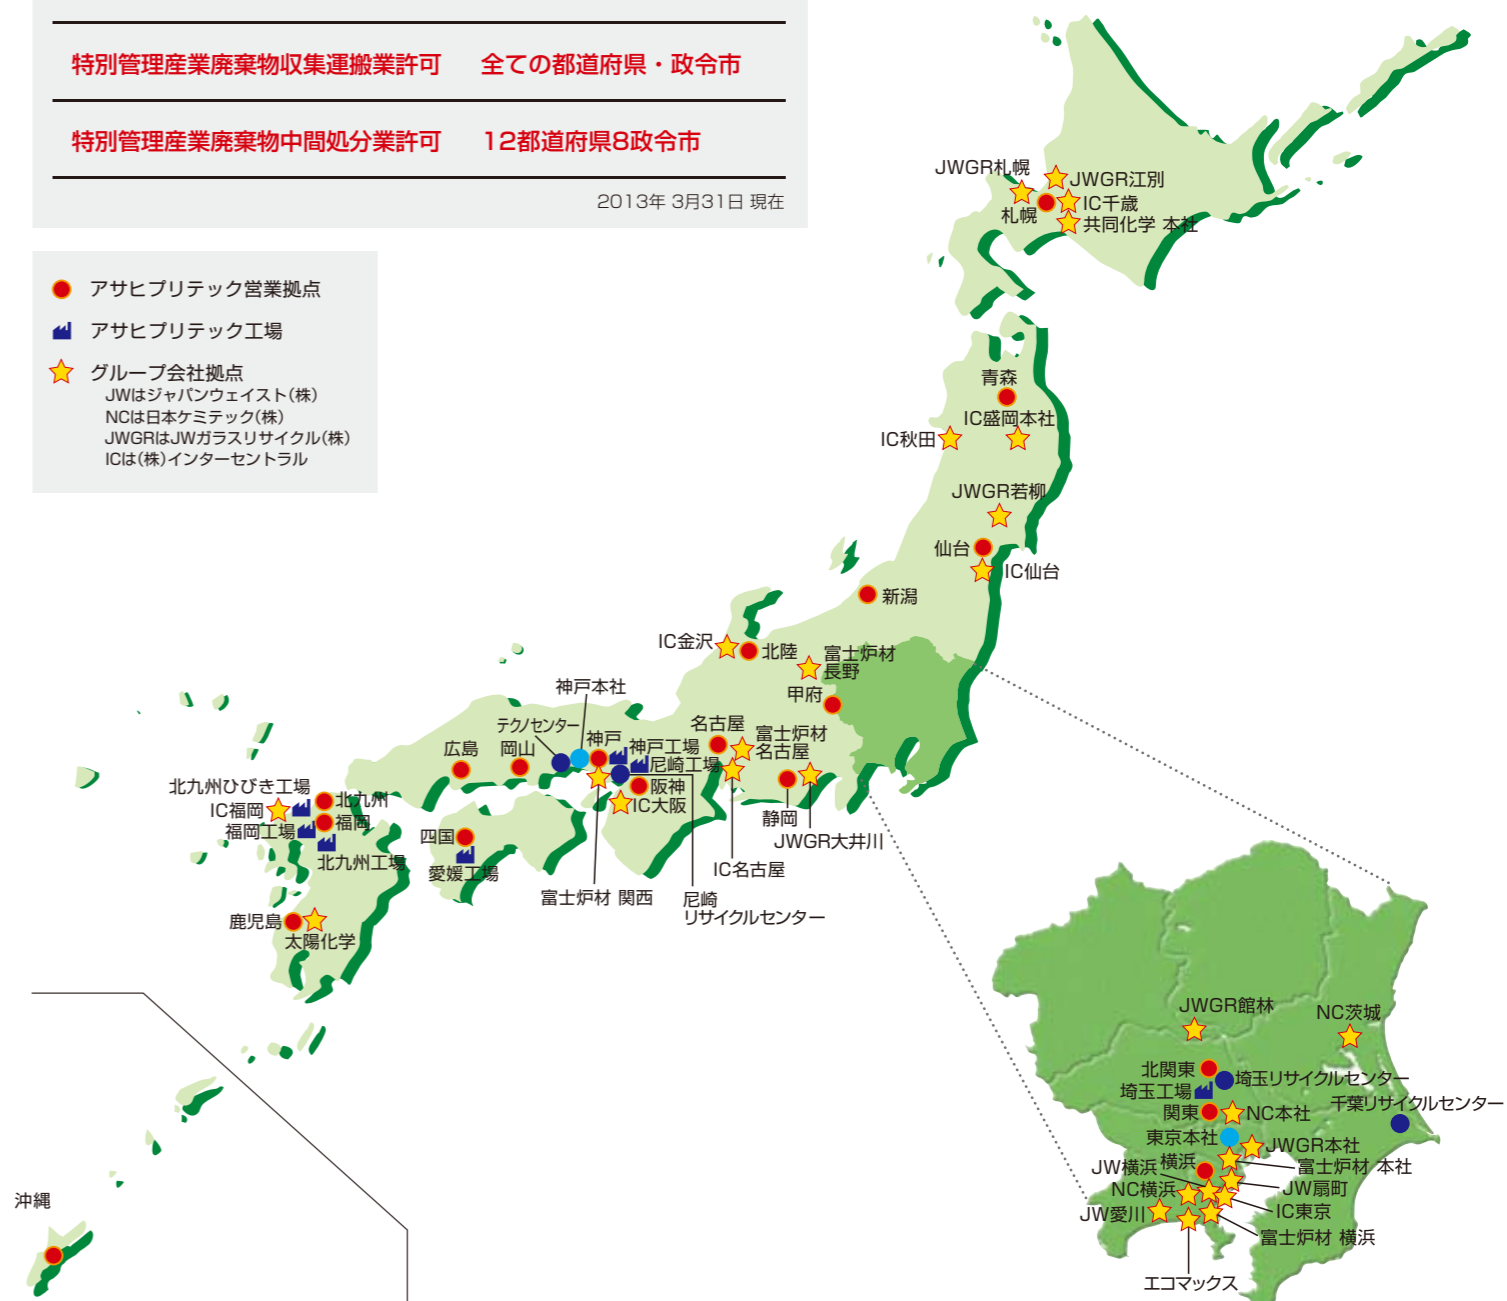 特別管理産業廃棄物収集運搬業許可 全ての都道府県・政令市
特別管理産業廃棄物中間処分業許可 12都道府県8政令市
2013年 3月31日 現在
アサヒプリテック営業拠点
アサヒプリテック工場
グループ会社拠点
JWはジャパンウェイスト(株)
NCは日本ケミテック(株)
JWGRはJWガラスリサイクル(株)
ICは(株)インターセントラル
JWGR札幌
JWGR江別
IC千歳
札幌
共同化学 本社
青森
IC盛岡本社
IC秋田
JWGR若柳
仙台
IC仙台
新潟
IC金沢
北陸
富士炉材
長野
甲府
神戸本社
テクノセンター
名古屋
富士炉材
名古屋
広島
岡山
神戸
神戸工場
尼崎工場
阪神
IC大阪
静岡
JWGR大井川
IC名古屋
北九州ひびき工場
IC福岡
北九州
福岡工場
福岡
北九州工場
四国
愛媛工場
富士炉材 関西
尼崎
リサイクルセンター
鹿児島
太陽化学
沖縄
JWGR館林
NC茨城
北関東
埼玉リサイクルセンター
埼玉工場
千葉リサイクルセンター
関東
NC本社
東京本社
JWGR本社
横浜
富士炉材 本社
JW横浜
JW扇町
NC横浜
IC東京
JW愛川
富士炉材 横浜
エコマックス